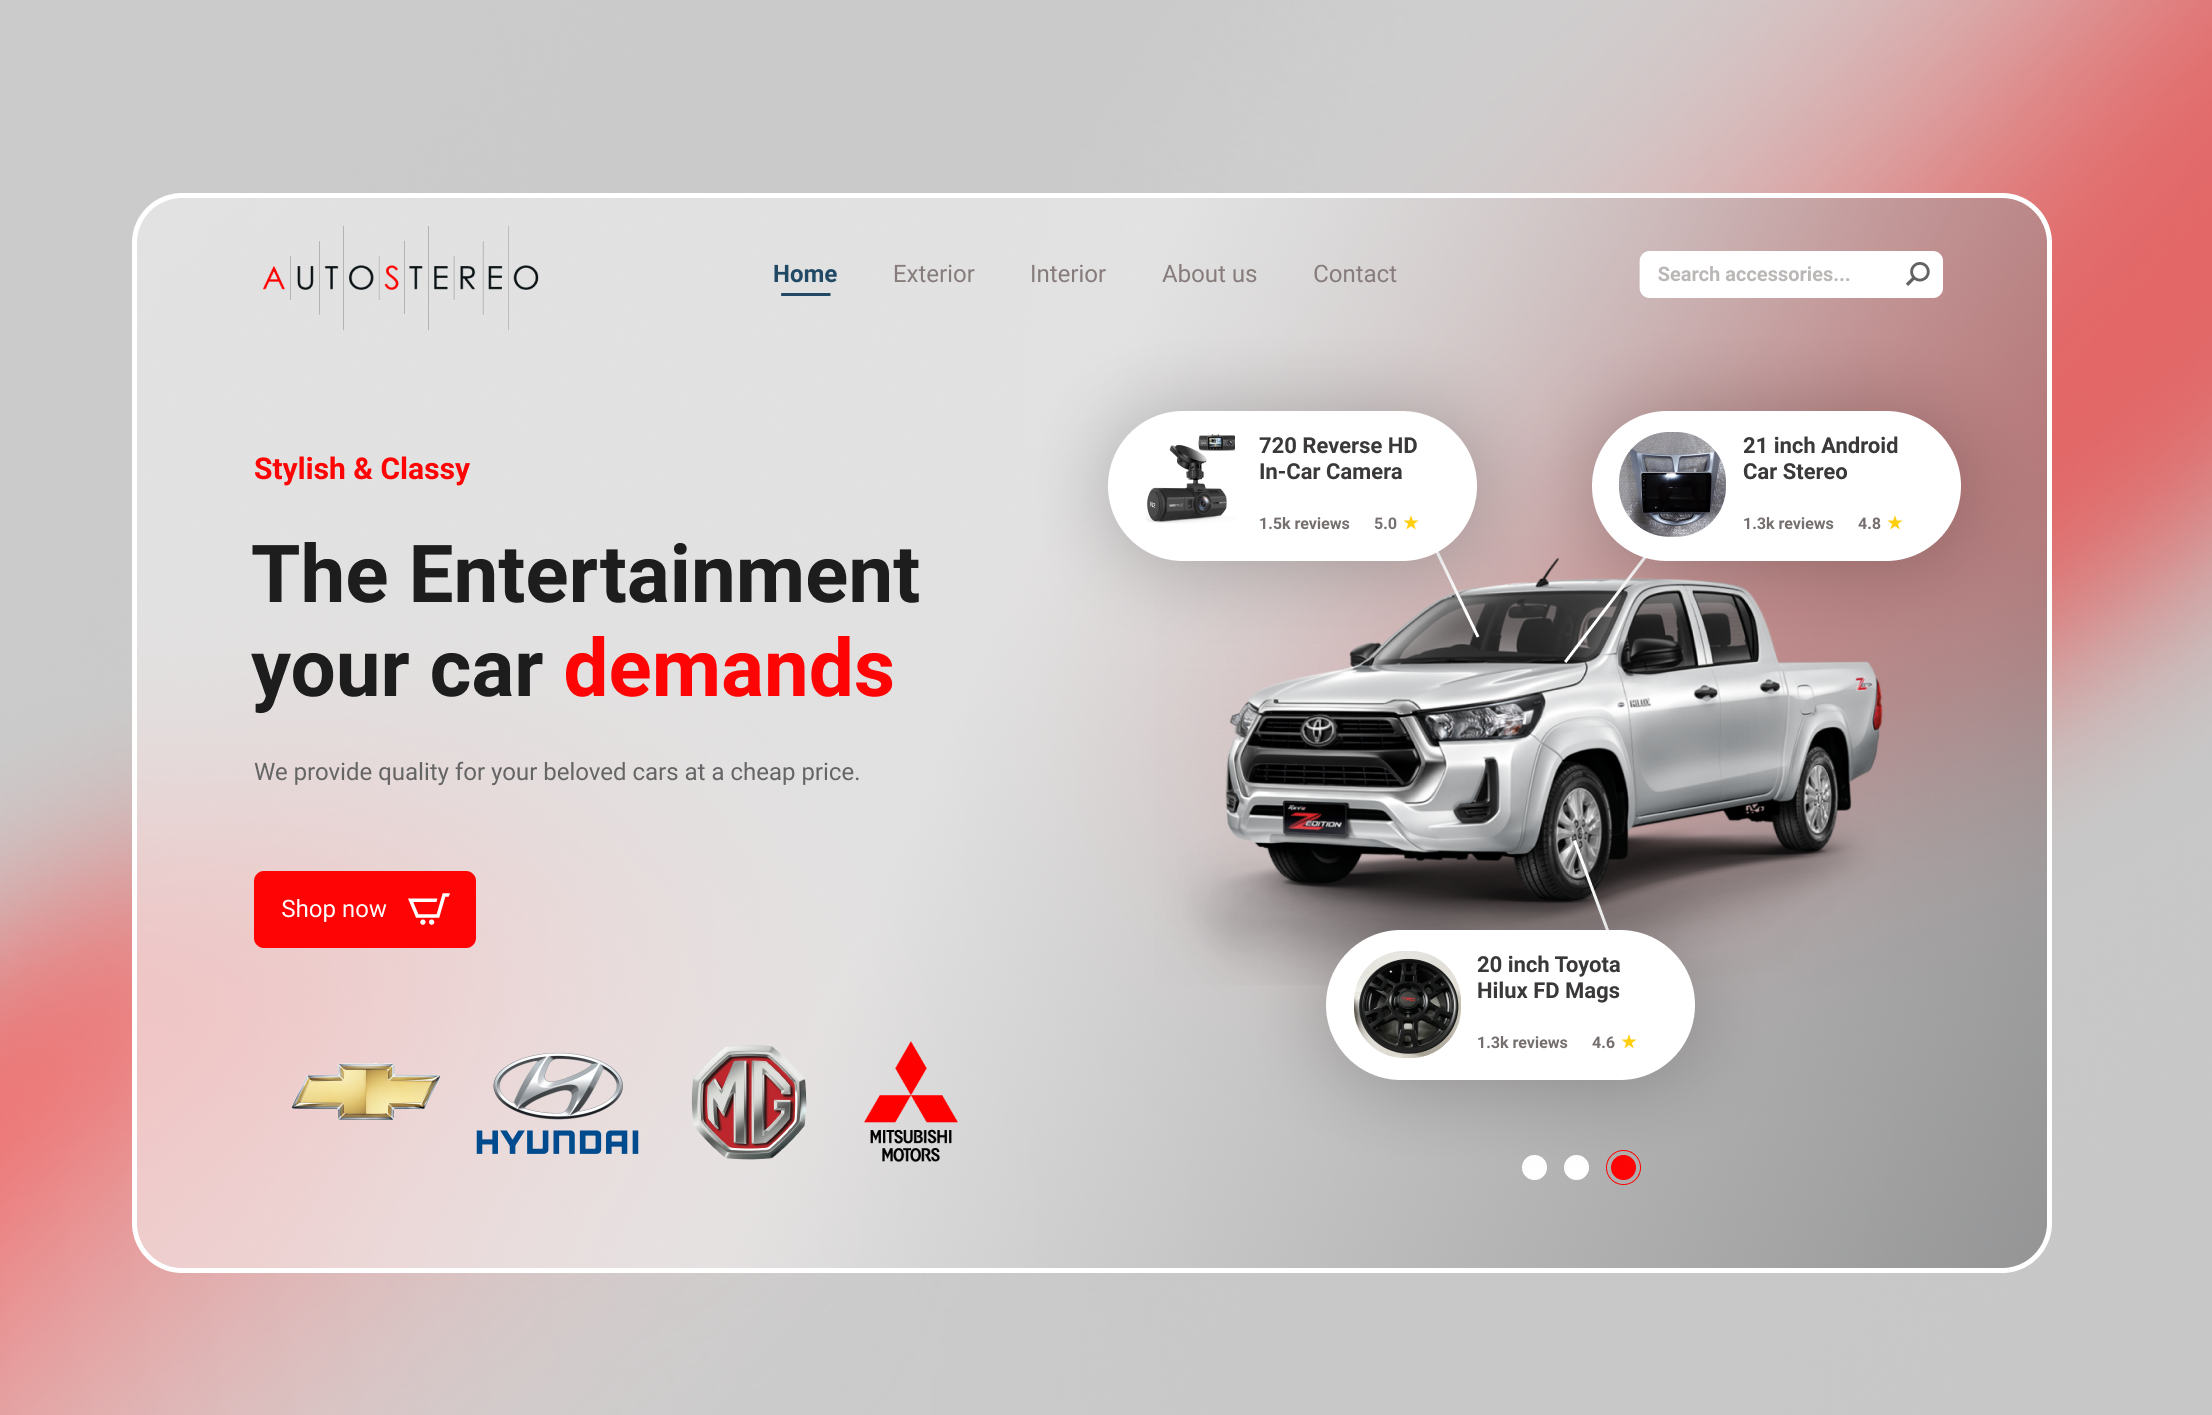 AUTOSTEREO
Home
Exterior
Interior
About us
Contact
Search accessories...
Stylish & Classy
The Entertainment
your car demands
We provide quality for your beloved cars at a cheap price.
Shop now
720 Reverse HD
In-Car Camera
1.5k reviews 5.0
21 inch Android
Car Stereo
1.3k reviews 4.8
HILUX
Revo
Z EDITION
20 inch Toyota
Hilux FD Mags
1.3k reviews 4.6
HYUNDAI
MG
MITSUBISHI
MOTORS